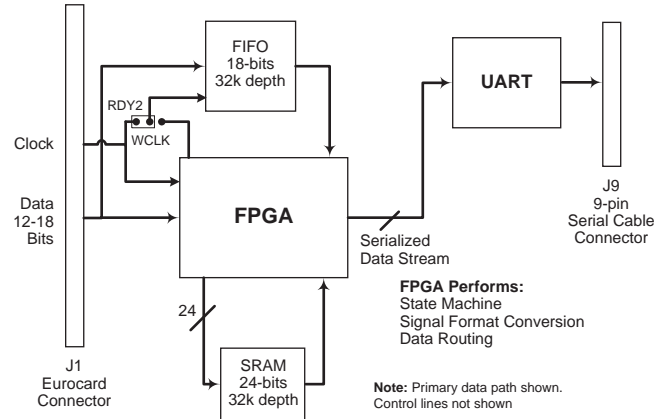 FIFO
18-bits
32k depth
UART
RDY2
WCLK
Clock
Data
12-18
Bits
FPGA
J9
9-pin
Serial Cable
Connector
Serialized
Data Stream
FPGA Performs:
State Machine
Signal Format Conversion
Data Routing
24
J1
Eurocard
Connector
SRAM
24-bits
32k depth
Note: Primary data path shown.
Control lines not shown